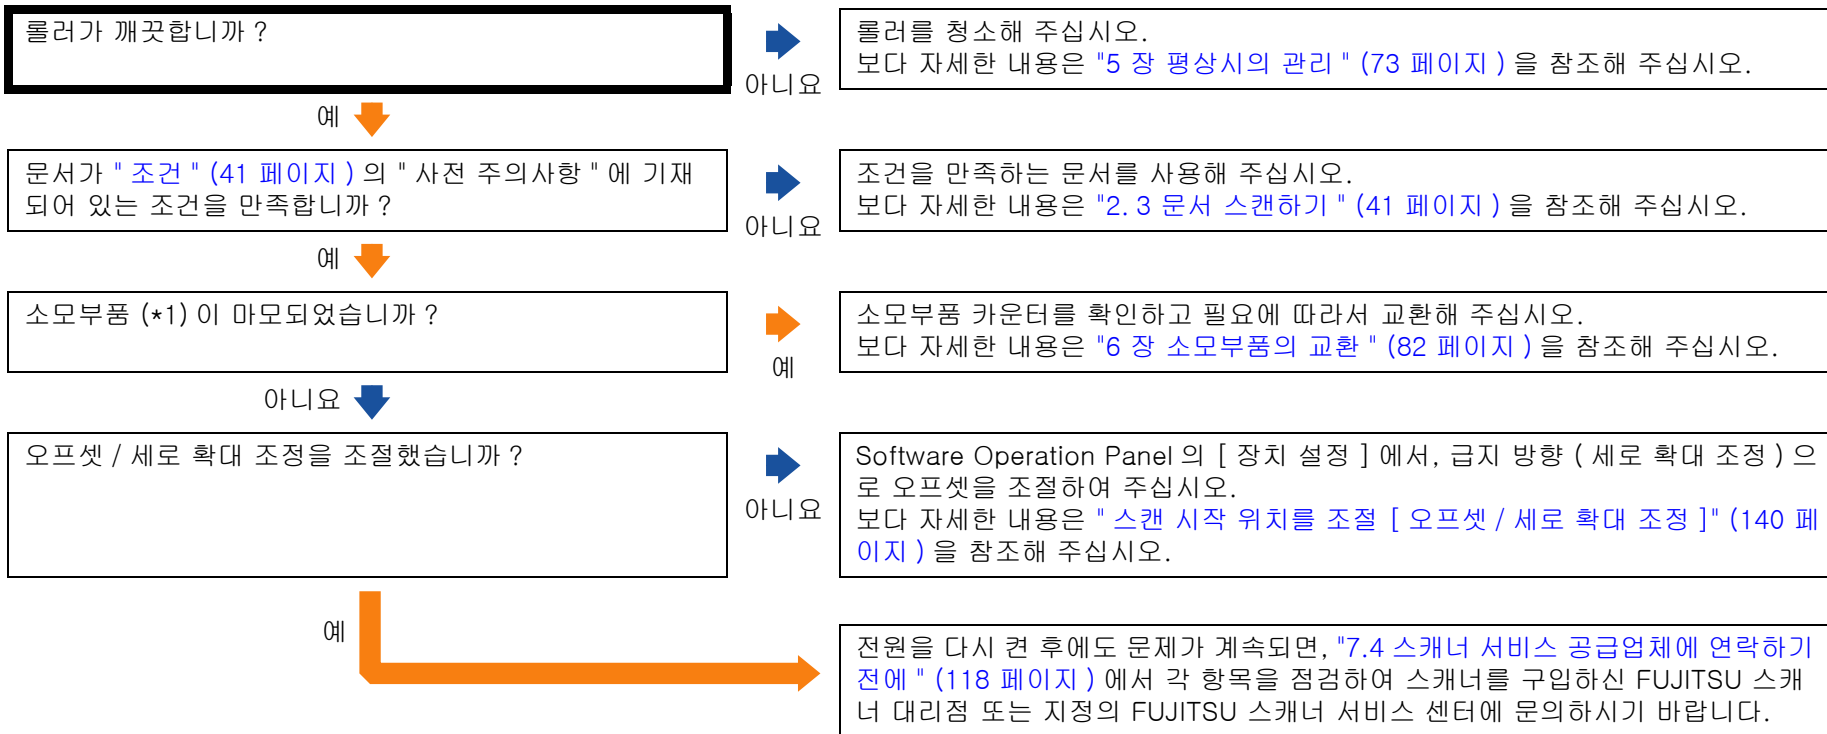 롤러가 깨끗합니까 ?
아니요
롤러를 청소해 주십시오.
보다 자세한 내용은 "5 장 평상시의 관리 " (73 페이지 ) 을 참조해 주십시오.
예
문서가 " 조건 " (41 페이지 ) 의 " 사전 주의사항 " 에 기재
되어 있는 조건을 만족합니까 ?
아니요
조건을 만족하는 문서를 사용해 주십시오.
보다 자세한 내용은 "2. 3 문서 스캔하기 " (41 페이지 ) 을 참조해 주십시오.
예
소모부품 (*1) 이 마모되었습니까 ?
예
소모부품 카운터를 확인하고 필요에 따라서 교환해 주십시오.
보다 자세한 내용은 "6 장 소모부품의 교환 " (82 페이지 ) 을 참조해 주십시오.
아니요
오프셋 / 세로 확대 조정을 조절했습니까 ?
아니요
Software Operation Panel 의 [ 장치 설정 ] 에서, 급지 방향 ( 세로 확대 조정 ) 으
로 오프셋을 조절하여 주십시오.
보다 자세한 내용은 " 스캔 시작 위치를 조절 [ 오프셋 / 세로 확대 조정 ]" (140 페
이지 ) 을 참조해 주십시오.
예
전원을 다시 켠 후에도 문제가 계속되면, "7.4 스캐너 서비스 공급업체에 연락하기
전에 " (118 페이지 ) 에서 각 항목을 점검하여 스캐너를 구입하신 FUJITSU 스캐
너 대리점 또는 지정의 FUJITSU 스캐너 서비스 센터에 문의하시기 바랍니다.